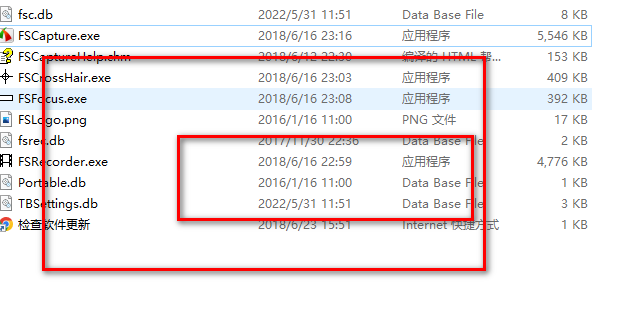 fsc.db 2022/5/31 11:51 Data Base File 8 KB
FSCapture.exe 2018/6/16 23:16 应用程序 5,546 KB
FSCaptureHelp.chm 2018/6/12 22:30 编译的 HTML 帮... 153 KB
FSCrossHair.exe 2018/6/16 23:03 应用程序 409 KB
FSFocus.exe 2018/6/16 23:08 应用程序 392 KB
FSLogo.png 2016/1/16 11:00 PNG 文件 17 KB
fsrec.db 2017/11/30 22:36 Data Base File 2 KB
FSRecorder.exe 2018/6/16 22:59 应用程序 4,776 KB
Portable.db 2016/1/16 11:00 Data Base File 1 KB
TBSettings.db 2022/5/31 11:51 Data Base File 3 KB
检查软件更新 2018/6/23 15:51 Internet 快捷方式 1 KB